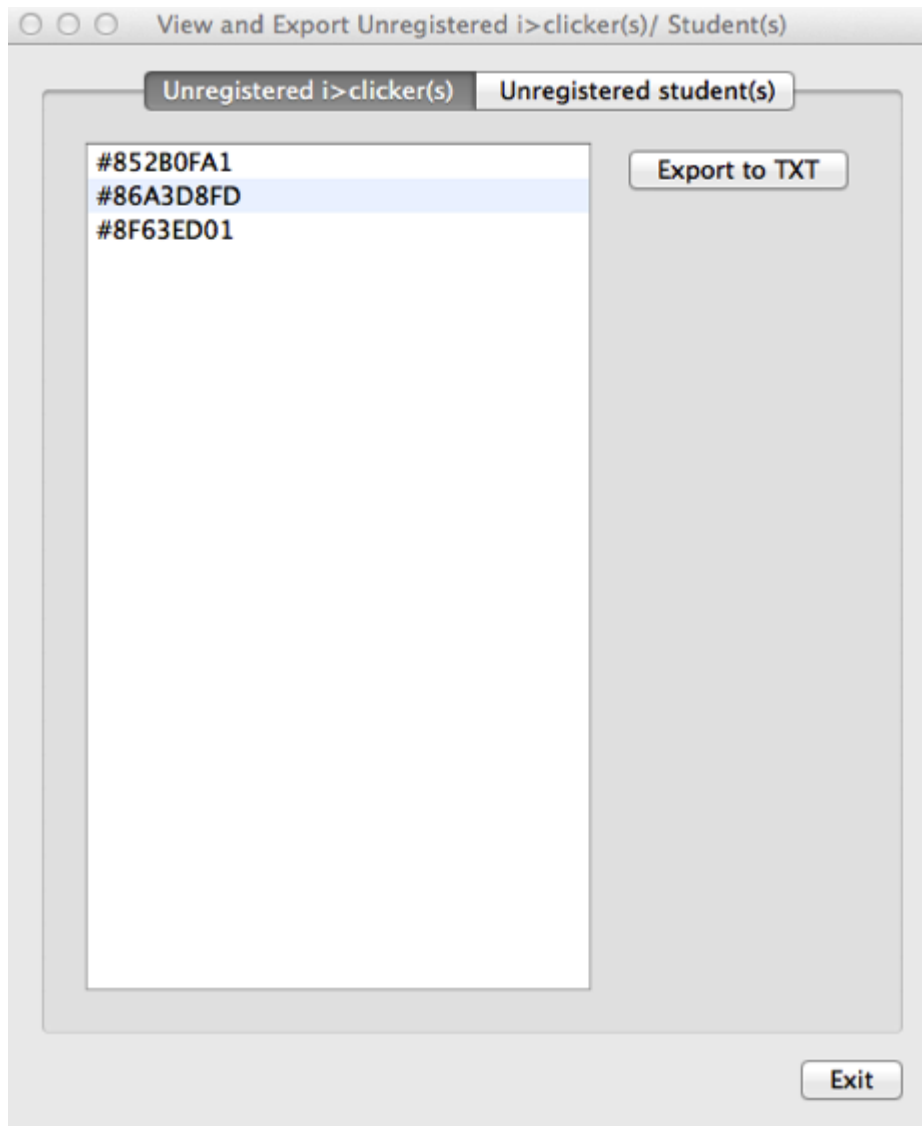 View and Export Unregistered i>clicker(s)/ Student(s)
Unregistered i>clicker(s) Unregistered student(s)
#852B0FA1
Export to TXT
#86A3D8FD
#8F63ED01
Exit